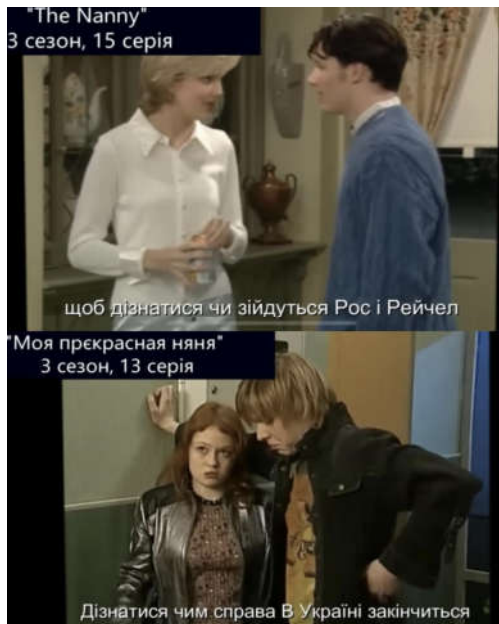 "The Nanny"
3 сезон, 15 серія
щоб дізнатися чи зійдуться Рос і Рейчел
"Моя прєкрасная няня"
3 сезон, 13 серія
Дізнатися чим справа В Україні закінчиться